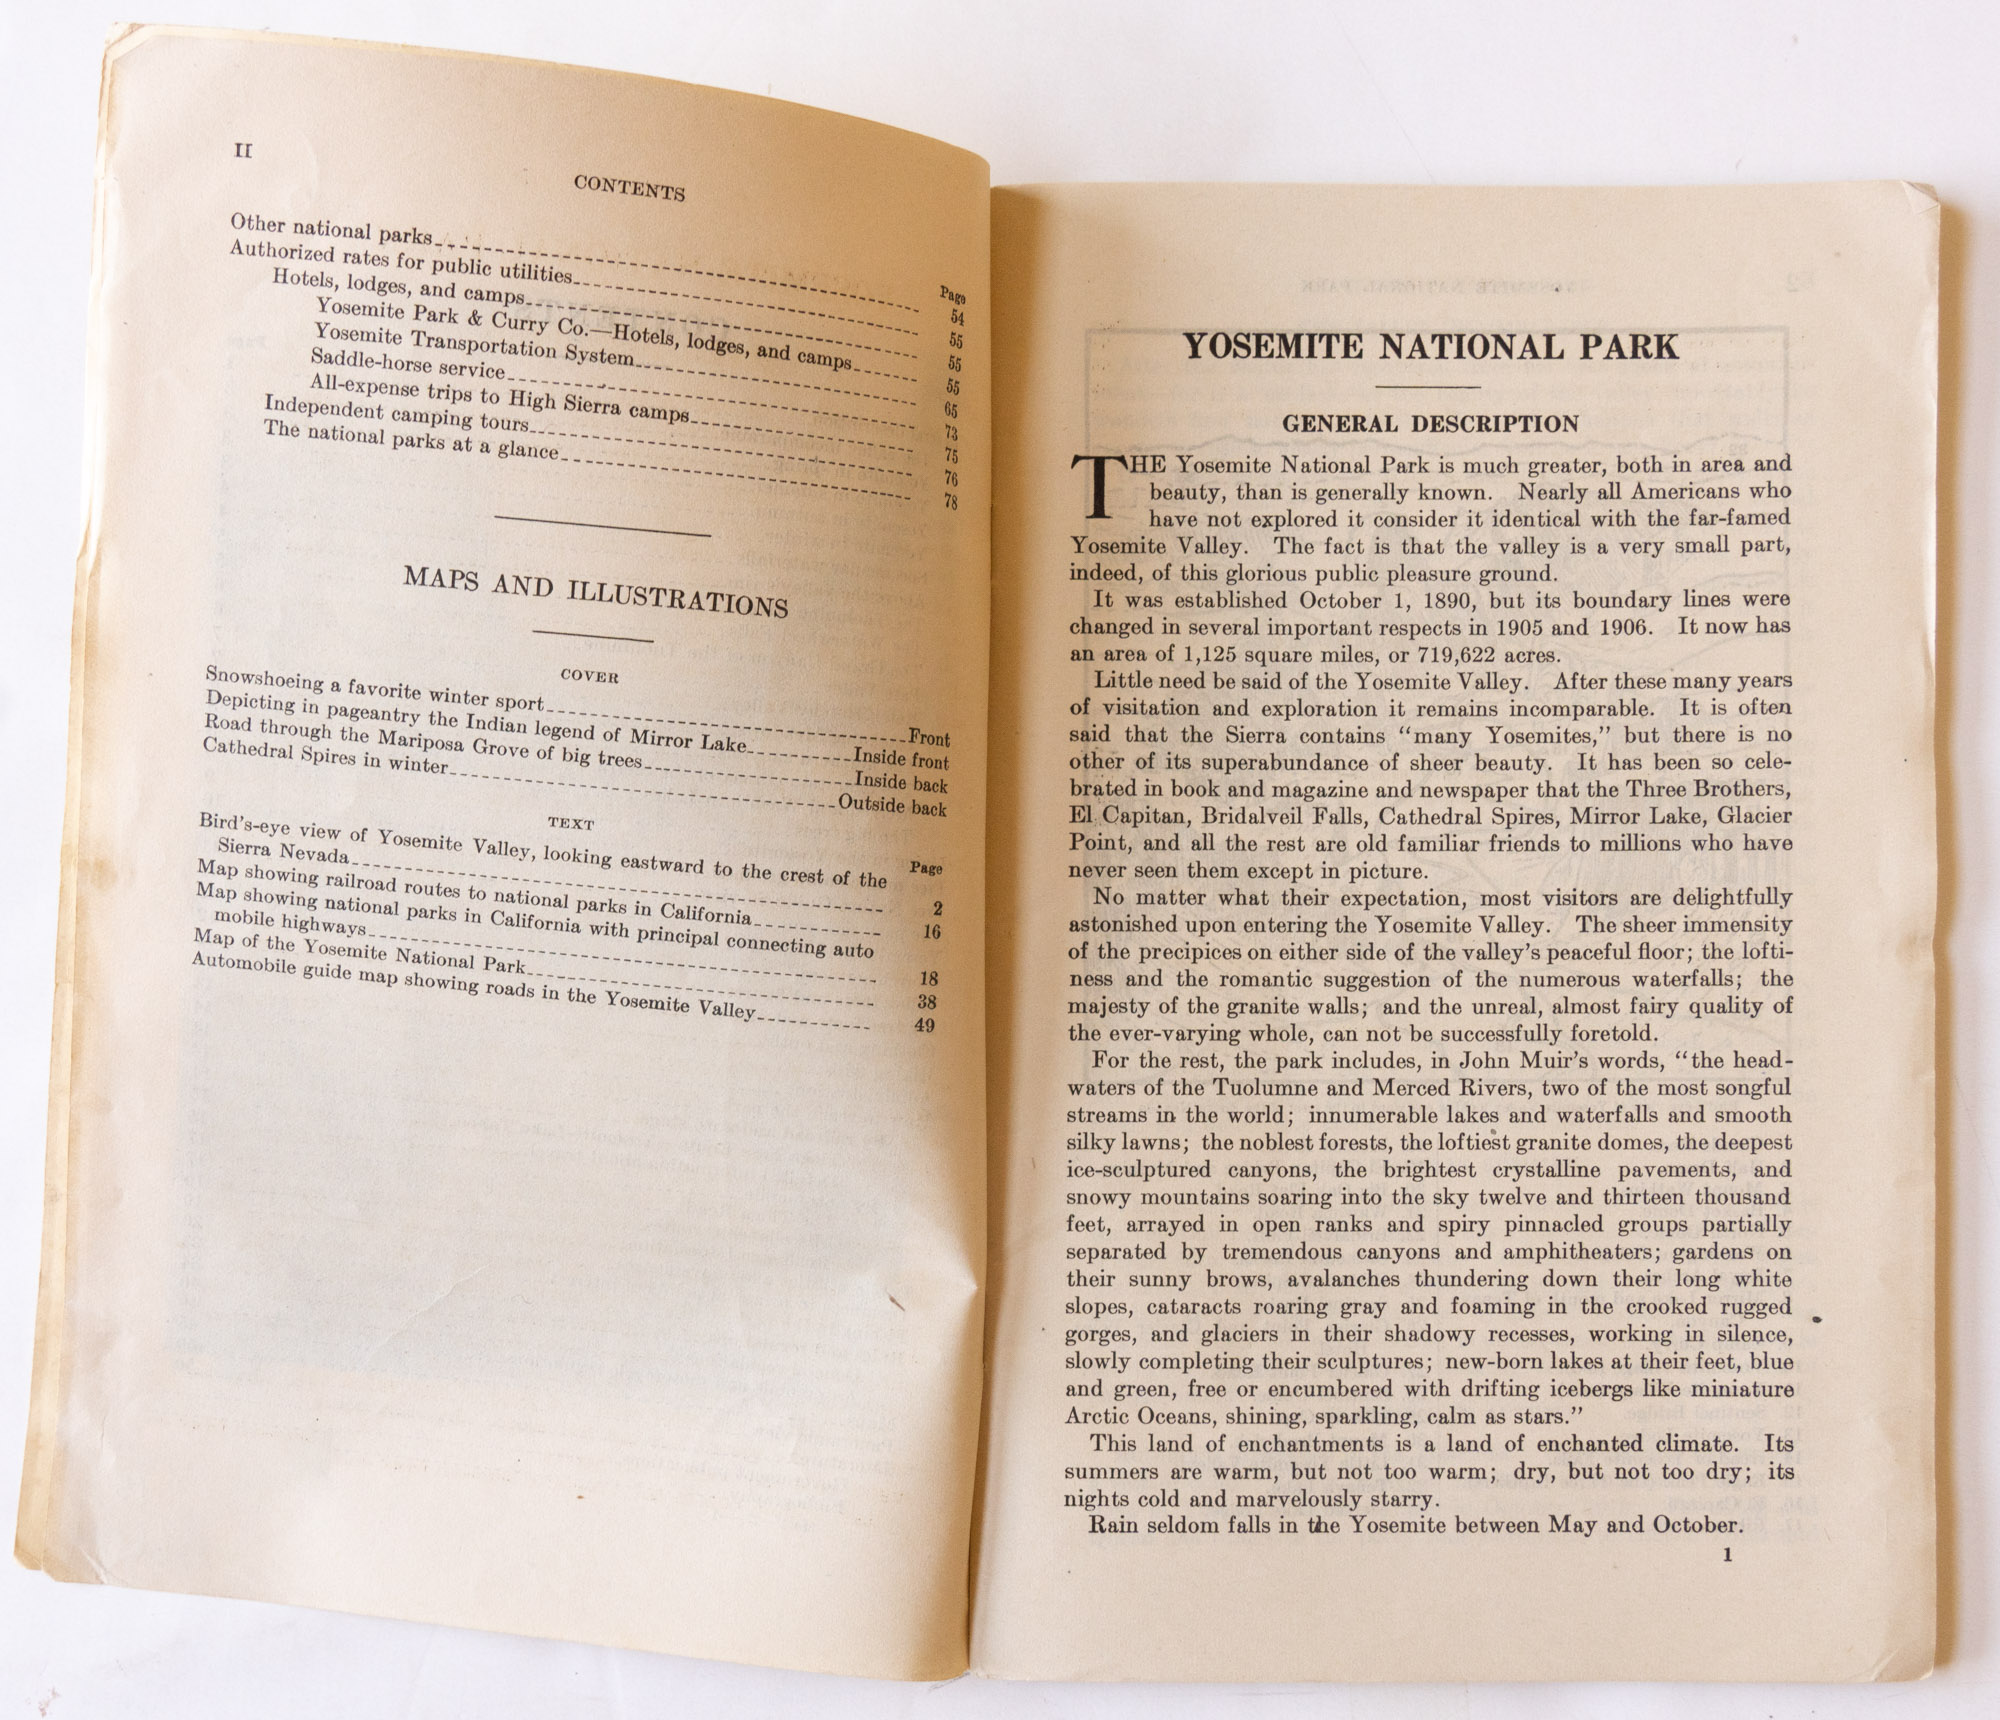 II
CONTENTS
Page
Other national parks 54
Authorized rates for public utilities 55
Hotels, lodges, and camps 55
Yosemite Park & Curry Co.—Hotels, lodges, and camps 55
Yosemite Transportation System 65
Saddle-horse service 73
All-expense trips to High Sierra camps 75
Independent camping tours 76
The national parks at a glance 78
MAPS AND ILLUSTRATIONS
COVER
Snowshoeing a favorite winter sport Front
Depicting in pageantry the Indian legend of Mirror Lake Inside front
Road through the Mariposa Grove of big trees Inside back
Cathedral Spires in winter Outside back
TEXT
Page
Bird's-eye view of Yosemite Valley, looking eastward to the crest of the
Sierra Nevada 2
Map showing railroad routes to national parks in California 16
Map showing national parks in California with principal connecting auto
mobile highways 18
Map of the Yosemite National Park 38
Automobile guide map showing roads in the Yosemite Valley 49
YOSEMITE NATIONAL PARK
GENERAL DESCRIPTION
THE Yosemite National Park is much greater, both in area and
beauty, than is generally known. Nearly all Americans who
have not explored it consider it identical with the far-famed
Yosemite Valley. The fact is that the valley is a very small part,
indeed, of this glorious public pleasure ground.
It was established October 1, 1890, but its boundary lines were
changed in several important respects in 1905 and 1906. It now has
an area of 1,125 square miles, or 719,622 acres.
Little need be said of the Yosemite Valley. After these many years
of visitation and exploration it remains incomparable. It is often
said that the Sierra contains "many Yosemites," but there is no
other of its superabundance of sheer beauty. It has been so cele-
brated in book and magazine and newspaper that the Three Brothers,
El Capitan, Bridalveil Falls, Cathedral Spires, Mirror Lake, Glacier
Point, and all the rest are old familiar friends to millions who have
never seen them except in picture.
No matter what their expectation, most visitors are delightfully
astonished upon entering the Yosemite Valley. The sheer immensity
of the precipices on either side of the valley's peaceful floor; the lofti-
ness and the romantic suggestion of the numerous waterfalls; the
majesty of the granite walls; and the unreal, almost fairy quality of
the ever-varying whole, can not be successfully foretold.
For the rest, the park includes, in John Muir's words, "the head-
waters of the Tuolumne and Merced Rivers, two of the most songful
streams in the world; innumerable lakes and waterfalls and smooth
silky lawns; the noblest forests, the loftiest granite domes, the deepest
ice-sculptured canyons, the brightest crystalline pavements, and
snowy mountains soaring into the sky twelve and thirteen thousand
feet, arrayed in open ranks and spiry pinnacled groups partially
separated by tremendous canyons and amphitheaters; gardens on
their sunny brows, avalanches thundering down their long white
slopes, cataracts roaring gray and foaming in the crooked rugged
gorges, and glaciers in their shadowy recesses, working in silence,
slowly completing their sculptures; new-born lakes at their feet, blue
and green, free or encumbered with drifting icebergs like miniature
Arctic Oceans, shining, sparkling, calm as stars."
This land of enchantments is a land of enchanted climate. Its
summers are warm, but not too warm; dry, but not too dry; its
nights cold and marvelously starry.
Rain seldom falls in the Yosemite between May and October.
1